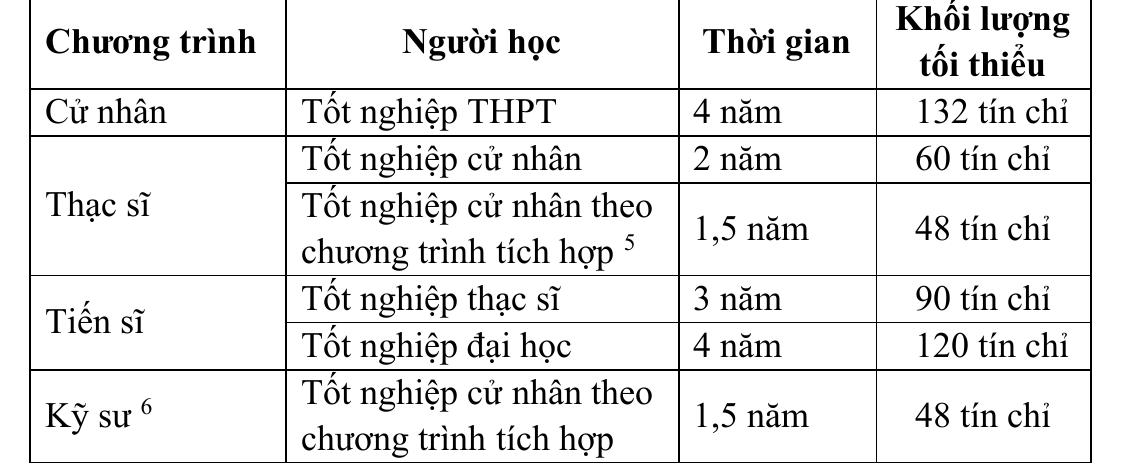 Chương trình Người học Thời gian Khối lượng
tối thiểu
Cử nhân Tốt nghiệp THPT 4 năm 132 tín chỉ
Thạc sĩ
Tốt nghiệp cử nhân 2 năm 60 tín chỉ
Tốt nghiệp cử nhân theo
chương trình tích hợp 5
1,5 năm 48 tín chỉ
Tiến sĩ
Tốt nghiệp thạc sĩ 3 năm 90 tín chỉ
Tốt nghiệp đại học 4 năm 120 tín chỉ
Kỹ sư 6
Tốt nghiệp cử nhân theo
chương trình tích hợp
1,5 năm 48 tín chỉ